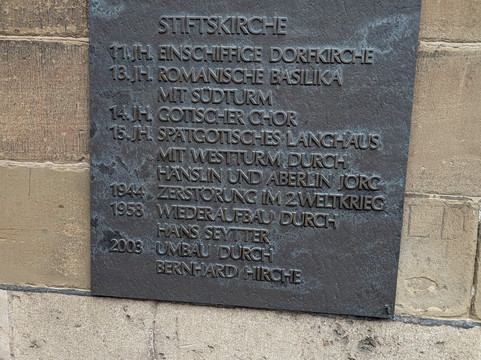 STIFTSKIRCHE
11. JH. EINSCHIFFIGE DORFKIRCHE
13. JH. ROMANISCHE BASILIKA
MIT SÜDTURM
14. JH. GOTISCHER CHOR
15. JH. SPÄTGOTISCHES LANGHAUS
MIT WESTTURM DURCH
HANSLIN UND ABERLIN JÖRG
1944 ZERSTÖRUNG IM 2.WELTKRIEG
1958 WIEDERAUFBAU DURCH
HANS SEYTTER
2003 UMBAU DURCH
BERNHARD HIRCHE